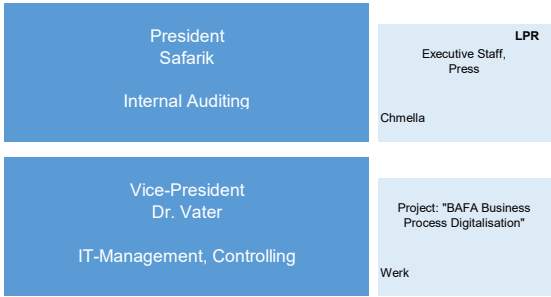 President
Safarik
Internal Auditing
LPR
Executive Staff,
Press
Chmella
Vice-President
Dr. Vater
IT-Management, Controlling
Project: "BAFA Business
Process Digitalisation"
Werk